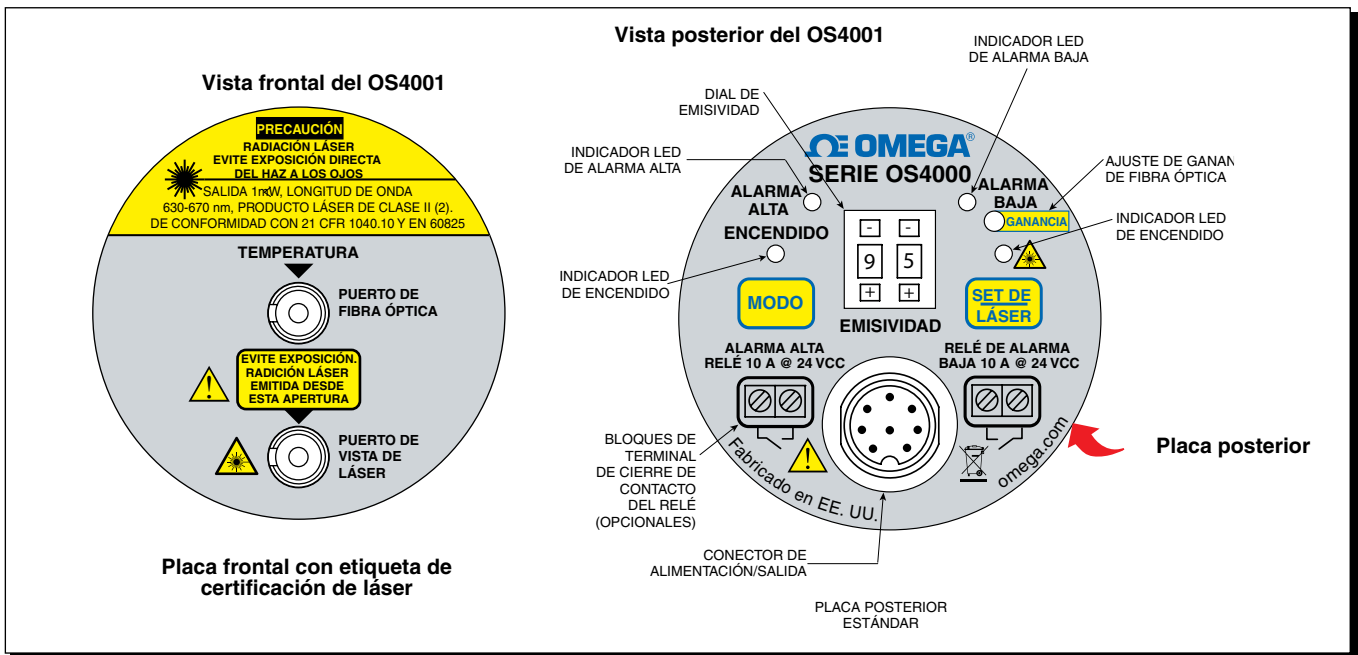 Vista frontal del OS4001
PRECAUCIÓN
RADIACIÓN LÁSER
EVITE EXPOSICIÓN DIRECTA
DEL HAZ A LOS OJOS
SALIDA 1mW, LONGITUD DE ONDA
630-670 nm, PRODUCTO LÁSER DE CLASE II (2).
DE CONFORMIDAD CON 21 CFR 1040.10 Y EN 60825
TEMPERATURA
PUERTO DE
FIBRA ÓPTICA
EVITE EXPOSICIÓN.
RADICIÓN LÁSER
EMITIDA DESDE
ESTA APERTURA
PUERTO DE
VISTA DE
LÁSER
Placa frontal con etiqueta de
certificación de láser
Vista posterior del OS4001
INDICADOR LED
DE ALARMA BAJA
DIAL DE
EMISIVIDAD
INDICADOR LED
DE ALARMA ALTA
AJUSTE DE GANAN
DE FIBRA ÓPTICA
INDICADOR LED
DE ENCENDIDO
INDICADOR LED
DE ENCENDIDO
OMEGA®
SERIE OS4000
ALARMA
ALTA
ALARMA
BAJA
GANANCIA
ENCENDIDO
- -
9 5
+ +
MODO
EMISIVIDAD
SET DE
LÁSER
ALARMA ALTA
RELÉ 10 A @ 24 VCC
RELÉ DE ALARMA
BAJA 10 A @ 24 VCC
BLOQUES DE
TERMINAL
DE CIERRE DE
CONTACTO
DEL RELÉ
(OPCIONALES)
Fabricado en EE. UU.
omega.com
Placa posterior
CONECTOR DE
ALIMENTACIÓN/SALIDA
PLACA POSTERIOR
ESTÁNDAR